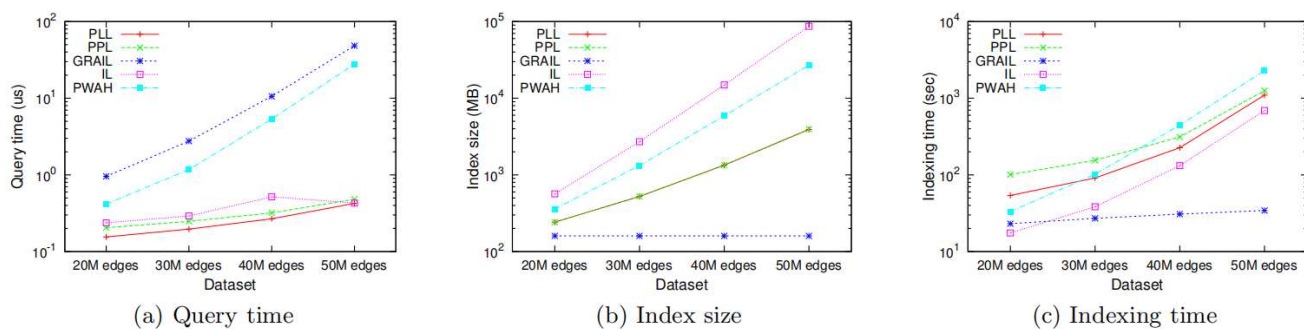 10^2
10^1
10^0
10^-1
Query time (us)
PLL
PPL
GRAIL
IL
PWAH
20M edges 30M edges 40M edges 50M edges
Dataset
(a) Query time
10^5
10^4
10^3
10^2
Index size (MB)
PLL
PPL
GRAIL
IL
PWAH
20M edges 30M edges 40M edges 50M edges
Dataset
(b) Index size
10^4
10^3
10^2
10^1
Indexing time (sec)
PLL
PPL
GRAIL
IL
PWAH
20M edges 30M edges 40M edges 50M edges
Dataset
(c) Indexing time